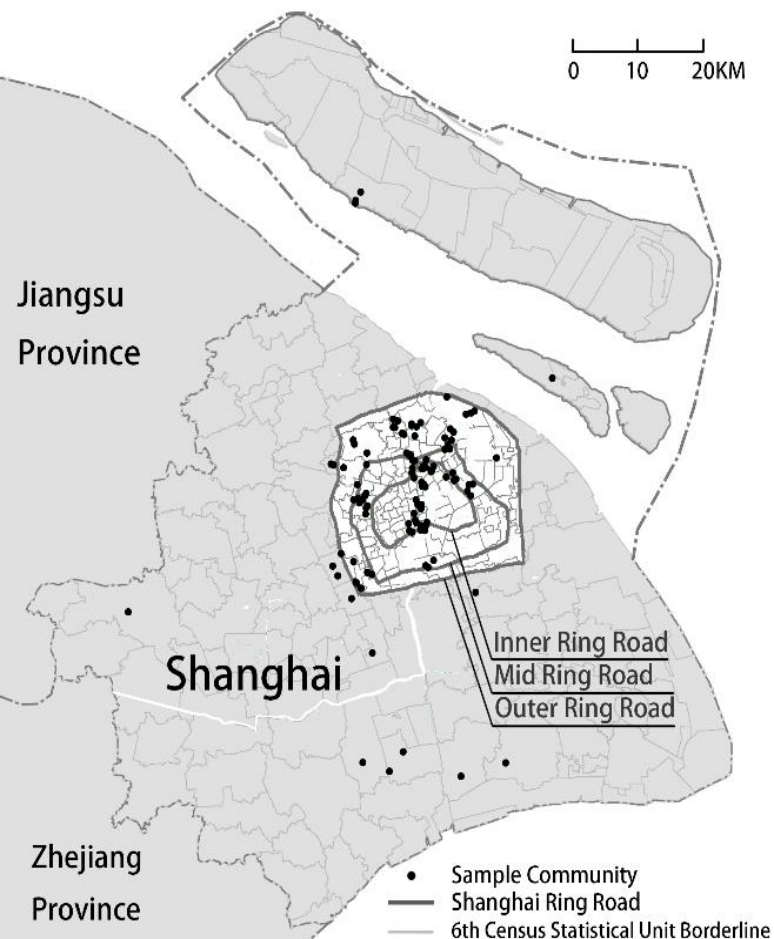 0 10 20KM
Jiangsu
Province
Shanghai
Inner Ring Road
Mid Ring Road
Outer Ring Road
Zhejiang
Province
Sample Community
Shanghai Ring Road
6th Census Statistical Unit Borderline